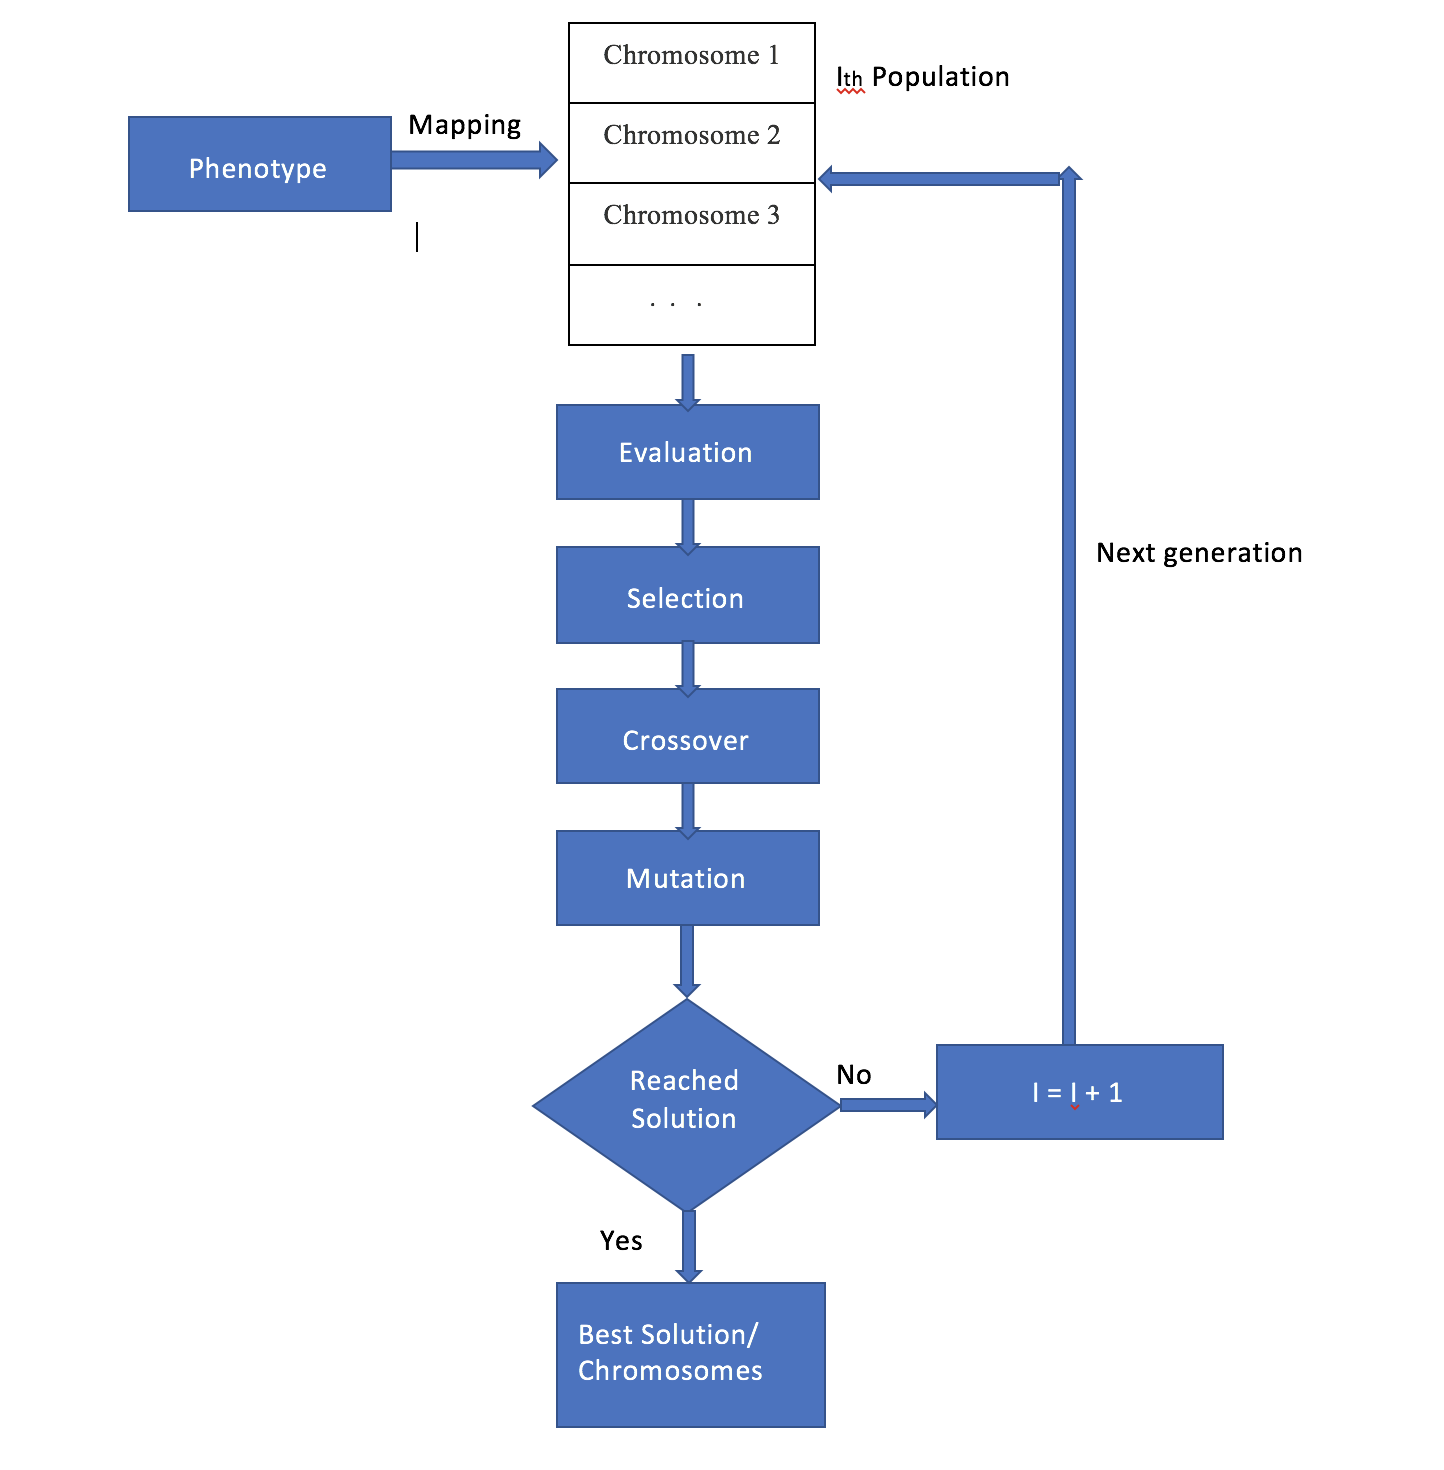 Chromosome 1
Ith Population
Mapping
Chromosome 2
Phenotype
Chromosome 3
. . .
Evaluation
Selection
Next generation
Crossover
Mutation
Reached
Solution
No
I = I + 1
Yes
Best Solution/
Chromosomes